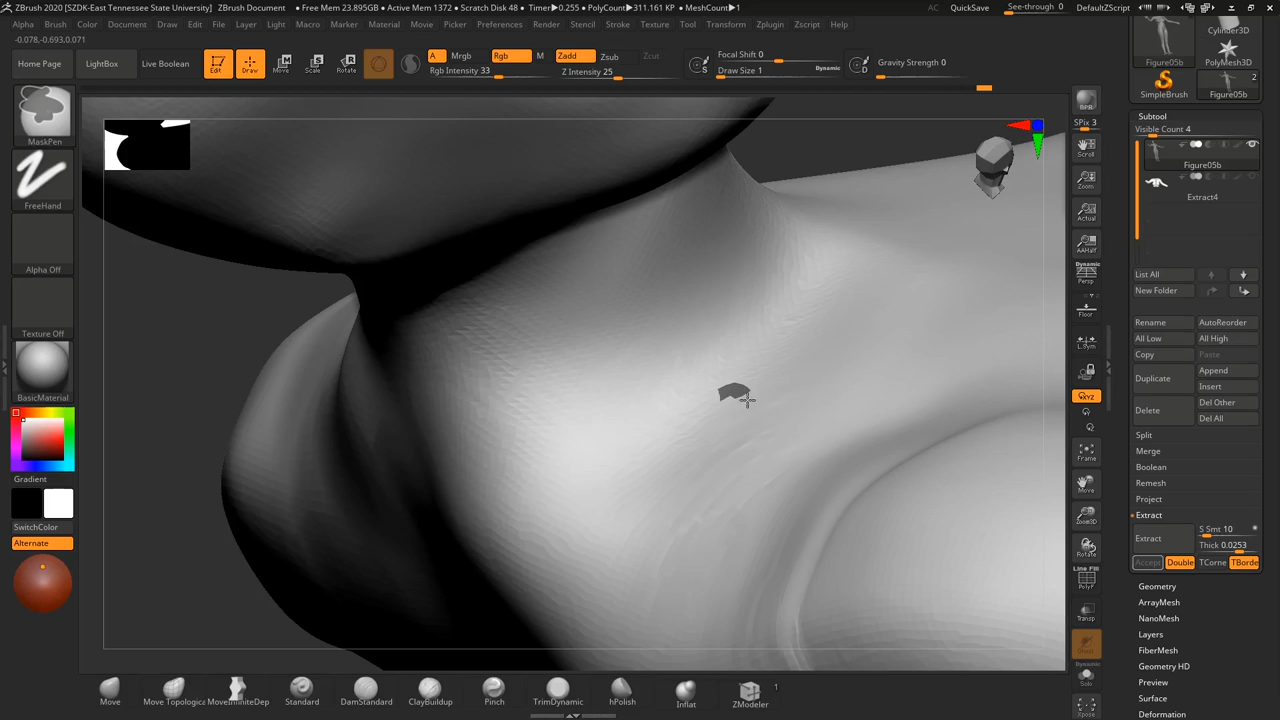 ZBrush 2020 [SZDK-East Tennessee State University] ZBrush Document • Free Mem 23.895GB • Active Mem 1372 • Scratch Disk 48 • Timer▸0.255 • PolyCount▸311.161 KP • MeshCount▸1
AC QuickSave See-through 0 DefaultZScript
Alpha Brush Color Document Draw Edit File Layer Light Macro Marker Material Movie Picker Preferences Render Stencil Stroke Texture Tool Transform Zplugin Zscript Help
-0.078,-0.693,0.071
Home Page LightBox Live Boolean
Edit Draw Move Scale Rotate
A Mrgb Rgb M Zadd Zsub Zcut
Rgb Intensity 33 Z Intensity 25
Focal Shift 0
Draw Size 1 Dynamic
Gravity Strength 0
S
D
MaskPen
FreeHand
Alpha Off
Texture Off
BasicMaterial
Gradient
SwitchColor
Alternate
BPR
SPix 3
Scroll
Zoom
Actual
AAHalf
Dynamic
Persp
Floor
L.Sym
XYZ
Frame
Move
Zoom3D
Rotate
Line Fill
PolyF
Transp
Ghost
Dynamic
Solo
Xpose
Cylinder3D
Figure05b PolyMesh3D
2
SimpleBrush Figure05b
Subtool
Visible Count 4
Figure05b
Extract4
List All
New Folder
Rename AutoReorder
All Low All High
Copy Paste
Duplicate Append
Insert
Delete Del Other
Del All
Split
Merge
Boolean
Remesh
Project
Extract
Extract S Smt 10
Thick 0.0253
Accept Double TCorne TBorde
Geometry
ArrayMesh
NanoMesh
Layers
FiberMesh
Geometry HD
Preview
Surface
Deformation
Move Move Topologic MoveInfiniteDep Standard DamStandard ClayBuildup Pinch TrimDynamic hPolish Inflat ZModeler
1